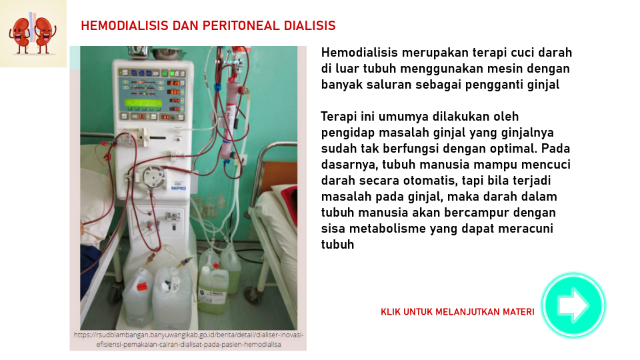 HEMODIALISIS DAN PERITONEAL DIALISIS
Hemodialisis merupakan terapi cuci darah
di luar tubuh menggunakan mesin dengan
banyak saluran sebagai pengganti ginjal
Terapi ini umumya dilakukan oleh
pengidap masalah ginjal yang ginjalnya
sudah tak berfungsi dengan optimal. Pada
dasarnya, tubuh manusia mampu mencuci
darah secara otomatis, tapi bila terjadi
masalah pada ginjal, maka darah dalam
tubuh manusia akan bercampur dengan
sisa metabolisme yang dapat meracuni
tubuh
KLIK UNTUK MELANJUTKAN MATERI
https://rsudblambangan.banyuwangikab.go.id/berita/detail/dialiser-inovasi-
efisiensi-pemakaian-cairan-dialisat-pada-pasien-hemodialisa